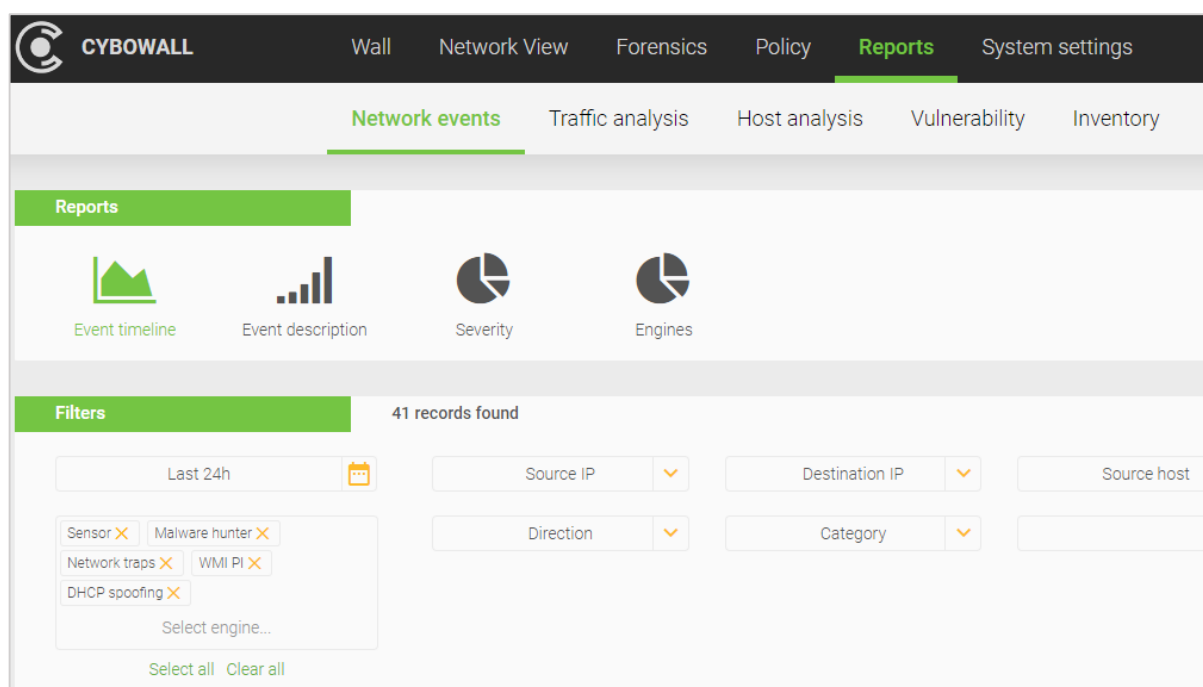 CYBOWALL Wall Network View Forensics Policy Reports System settings
Network events Traffic analysis Host analysis Vulnerability Inventory
Reports
Event timeline Event description Severity Engines
Filters 41 records found
Last 24h Source IP Destination IP Source host
Sensor Malware hunter Direction Category
Network traps WMI PI
DHCP spoofing
Select engine...
Select all Clear all